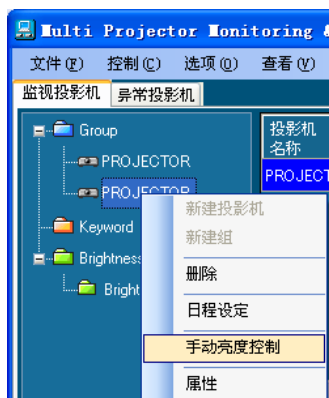 Multi Projector Monitoring &
文件(F) 控制(C) 选项(O) 查看(V)
监视投影机 异常投影机
Group
PROJECTOR
PROJECTOR
Keyword
Brightness
Bright
投影机
名称
PROJECT
新建投影机
新建组
删除
日程设定
手动亮度控制
属性